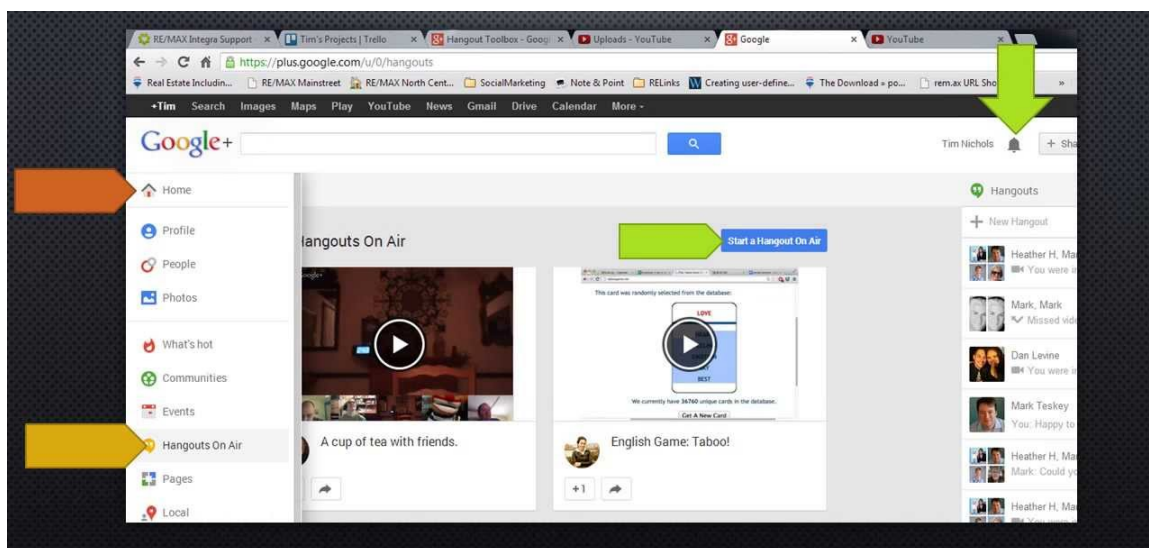 RE/MAX Integra Support
Tim's Projects | Trello
Hangout Toolbox - Goog
Uploads - YouTube
Google
YouTube
https://plus.google.com/u/0/hangouts
Real Estate Includin... RE/MAX Mainstreet RE/MAX North Cent... SocialMarketing Note & Point RELinks Creating user-define... The Download « po... rem.ax URL Sho »
+Tim Search Images Maps Play YouTube News Gmail Drive Calendar More
Google+
Tim Nichols
+ Sha
Home
Profile
People
Photos
What's hot
Communities
Events
Hangouts On Air
Pages
Local
Hangouts On Air
Start a Hangout On Air
A cup of tea with friends.
+1
This card was randomly selected from the database:
LOVE
BEST
We currently have 36760 unique cards in the database.
Get A New Card
English Game: Taboo!
Hangouts
New Hangout
Heather H, Ma
You were i
Mark, Mark
Missed vid
Dan Levine
You were i
Mark Teskey
You: Happy to
Heather H, Ma
Mark: Could yo
Heather H, Ma
You were i